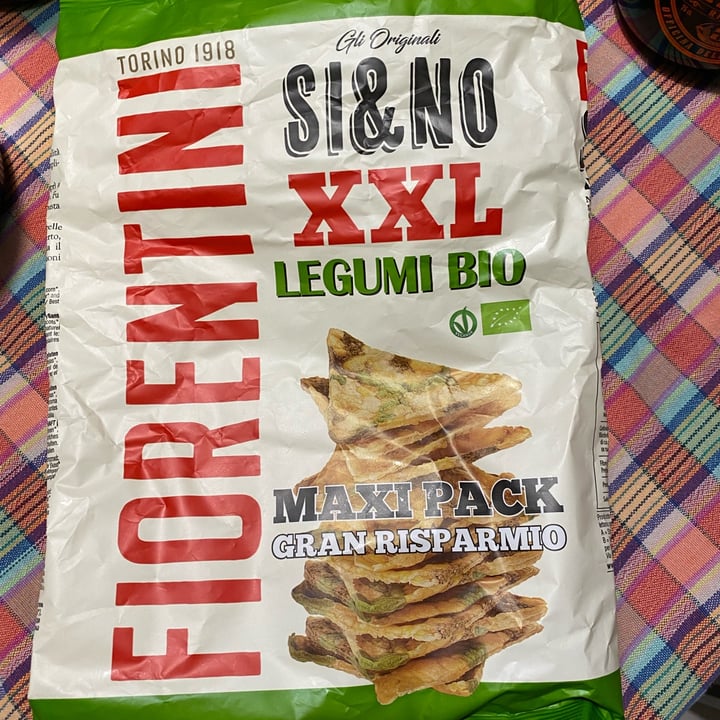 TORINO 1918
FIORENTINI
Gli Originali
SI&NO
XXL
LEGUMI BIO
MAXI PACK
GRAN RISPARMIO